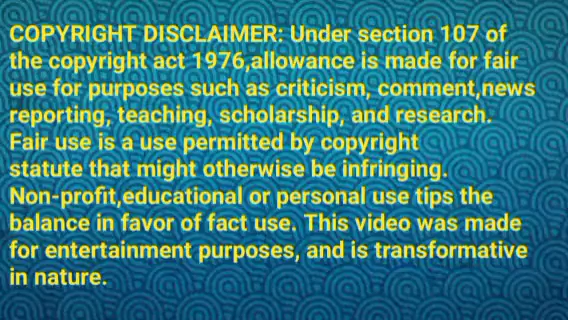 COPYRIGHT DISCLAIMER: Under section 107 of
the copyright act 1976,allowance is made for fair
use for purposes such as criticism, comment,news
reporting, teaching, scholarship, and research.
Fair use is a use permitted by copyright
statute that might otherwise be infringing.
Non-profit,educational or personal use tips the
balance in favor of fact use. This video was made
for entertainment purposes, and is transformative
in nature.